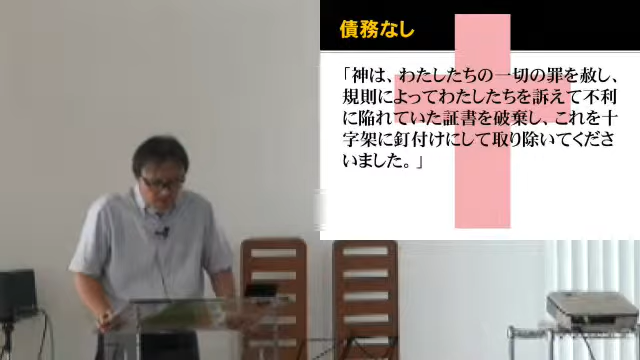 債務なし
「神は、わたしたちの一切の罪を赦し、
規則によってわたしたちを訴えて不利
に陥れていた証書を破棄し、これを十
字架に釘付けにして取り除いてくださ
いました。」